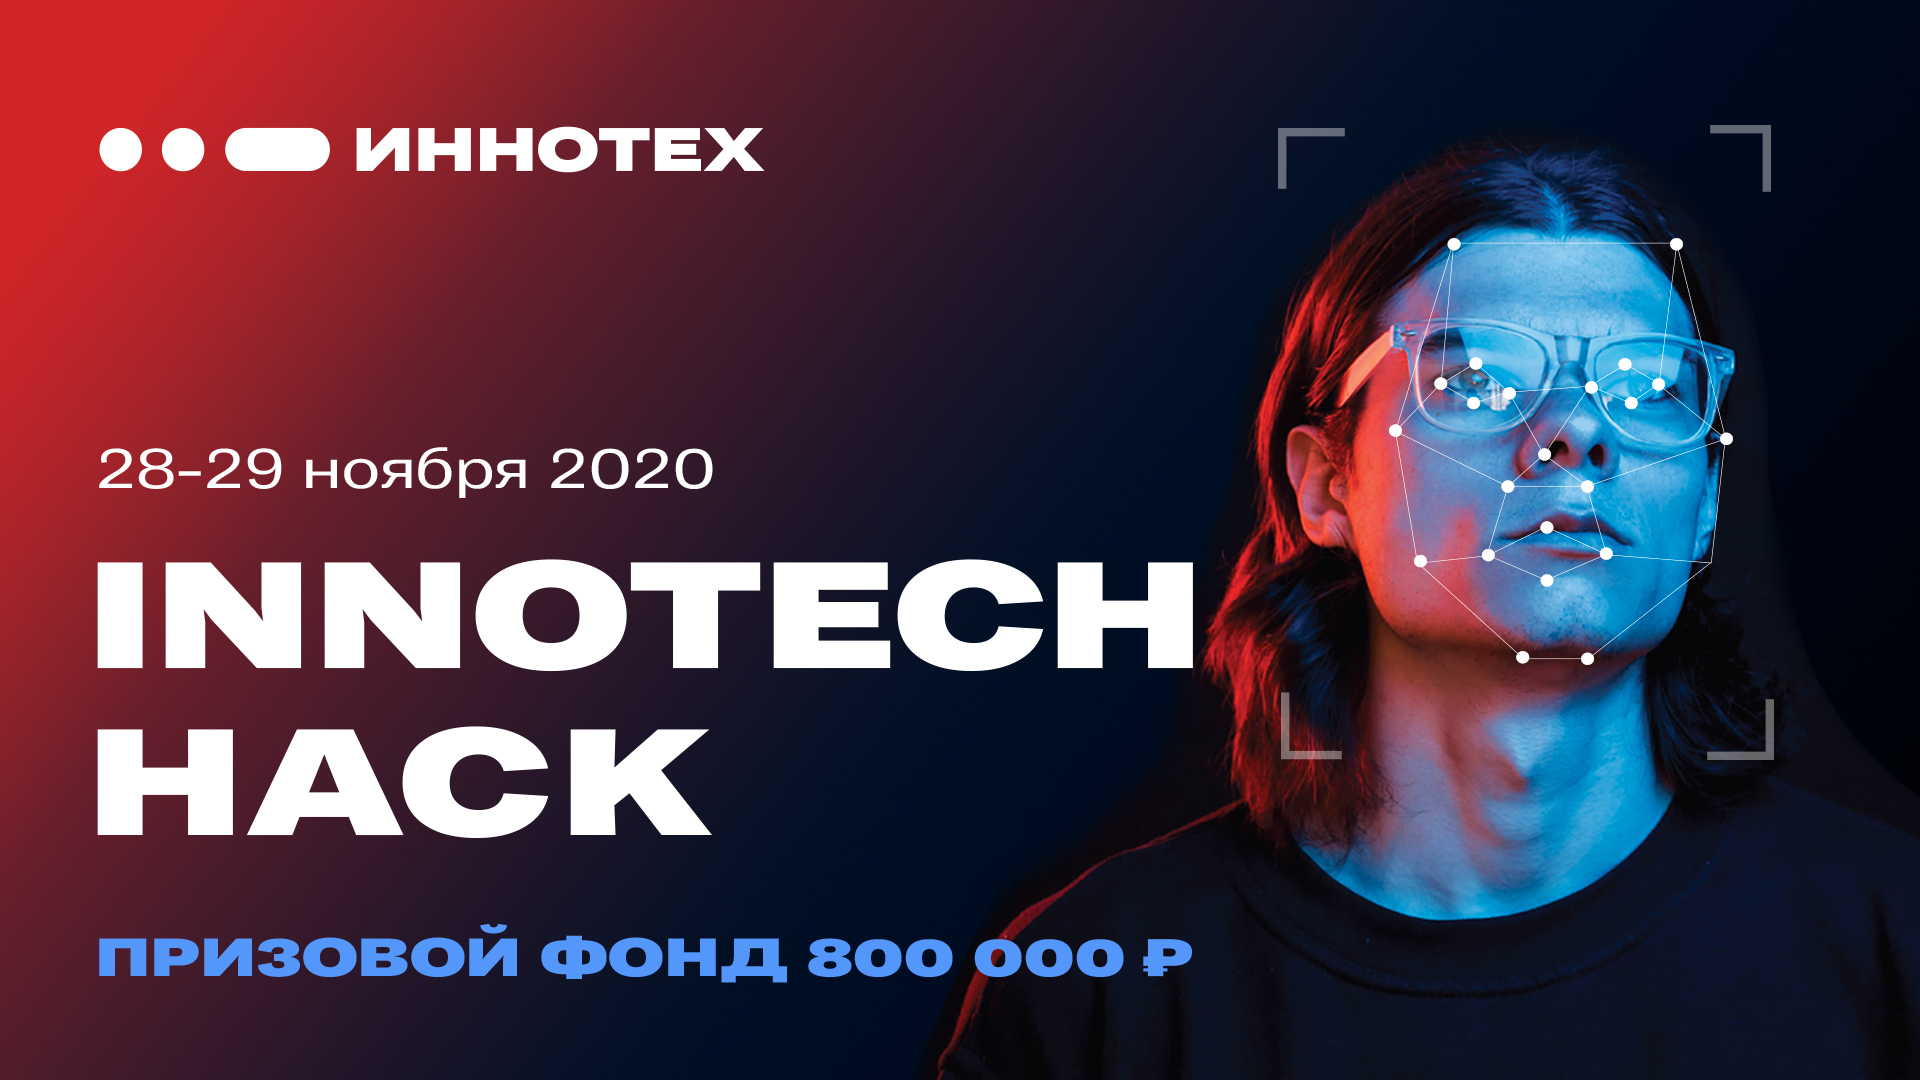 ИННОТЕХ
28-29 ноября 2020
INNOTECH
HACK
ПРИЗОВОЙ ФОНД 800 000 ₽